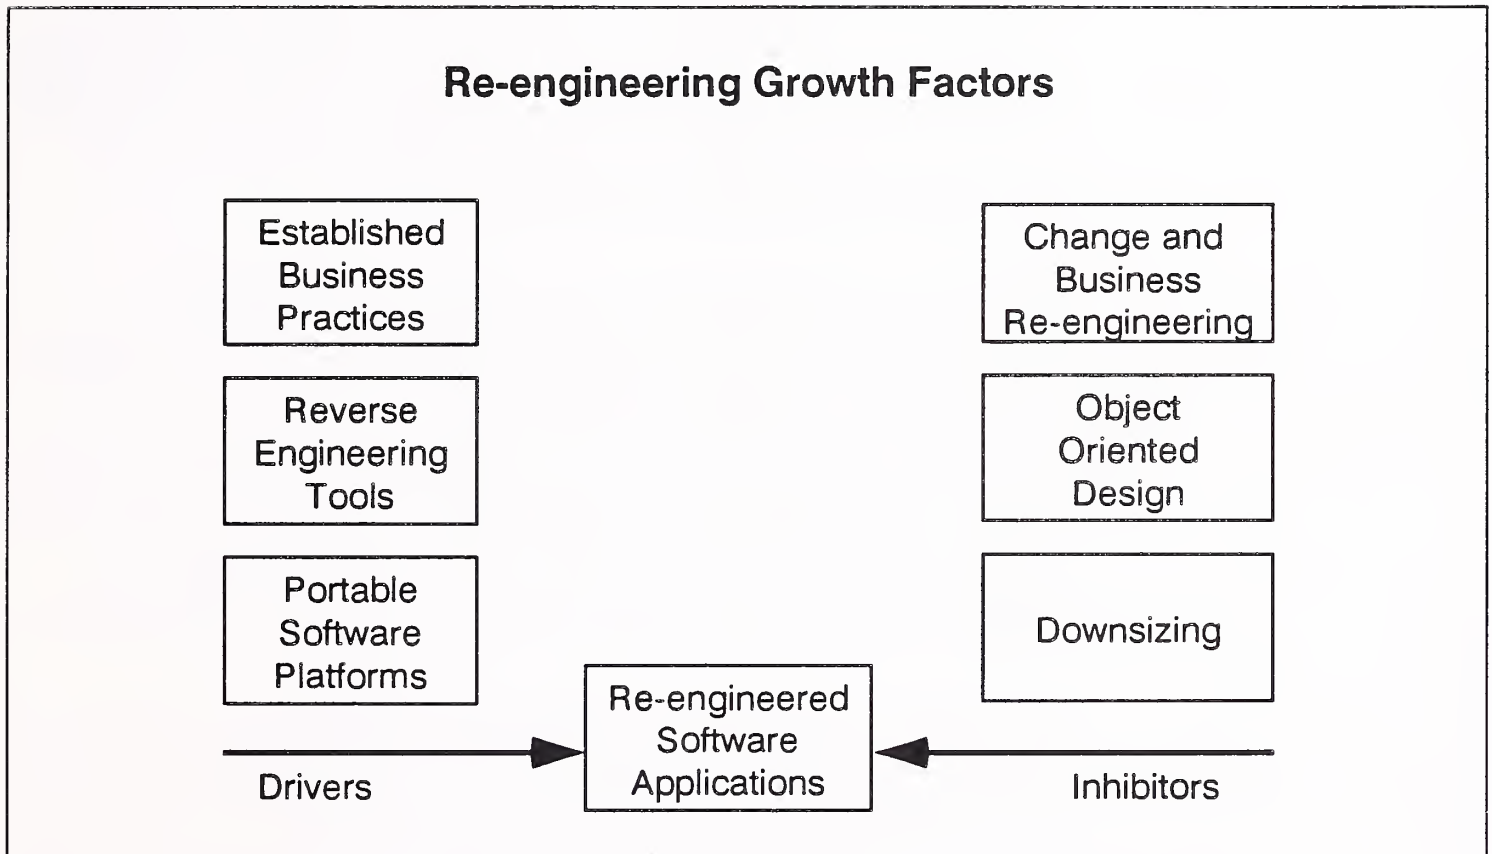 Re-engineering Growth Factors
Established
Business
Practices
Reverse
Engineering
Tools
Portable
Software
Platforms
Change and
Business
Re-engineering
Object
Oriented
Design
Downsizing
Re-engineered
Software
Applications
Drivers
Inhibitors